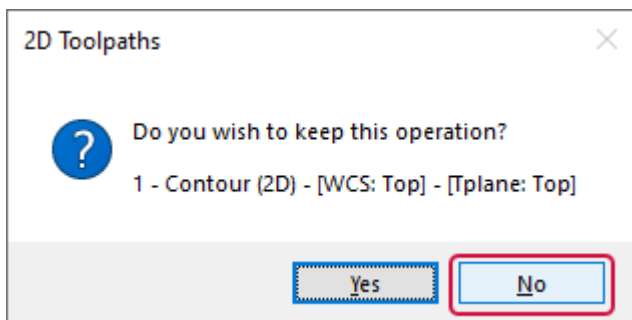 2D Toolpaths
Do you wish to keep this operation?
1 - Contour (2D) - [WCS: Top] - [Tplane: Top]
Yes No